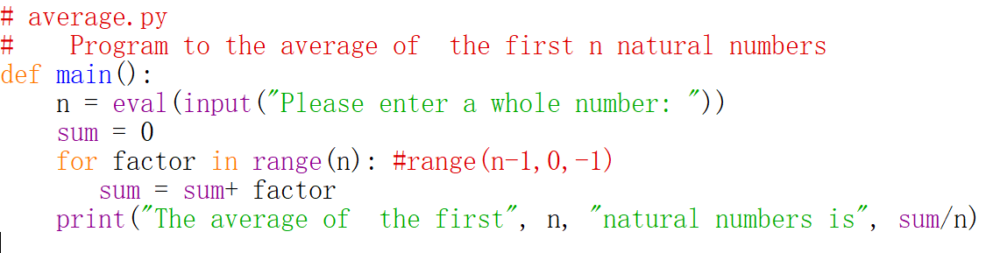 # average.py
#    Program to the average of  the first n natural numbers
def main():
    n = eval(input("Please enter a whole number: "))
    sum = 0
    for factor in range(n): #range(n-1,0,-1)
       sum = sum+ factor
    print("The average of  the first", n, "natural numbers is", sum/n)